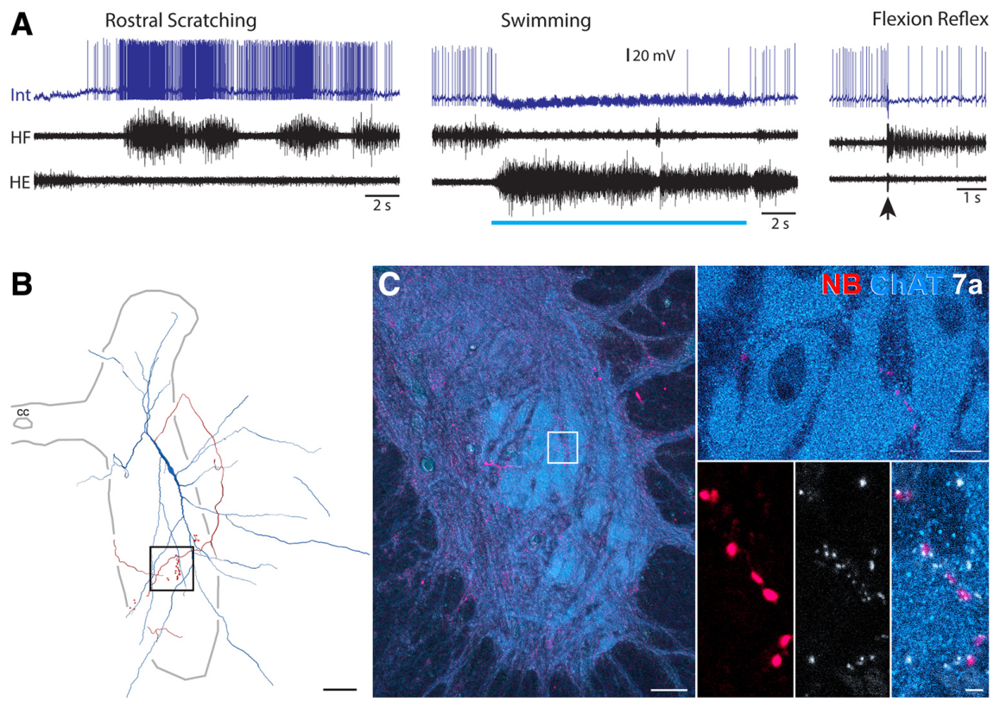 A
Rostral Scratching
Swimming
Flexion Reflex
20 mV
Int
HF
HE
2 s
2 s
1 s
B
cc
C
NB ChAT 7a